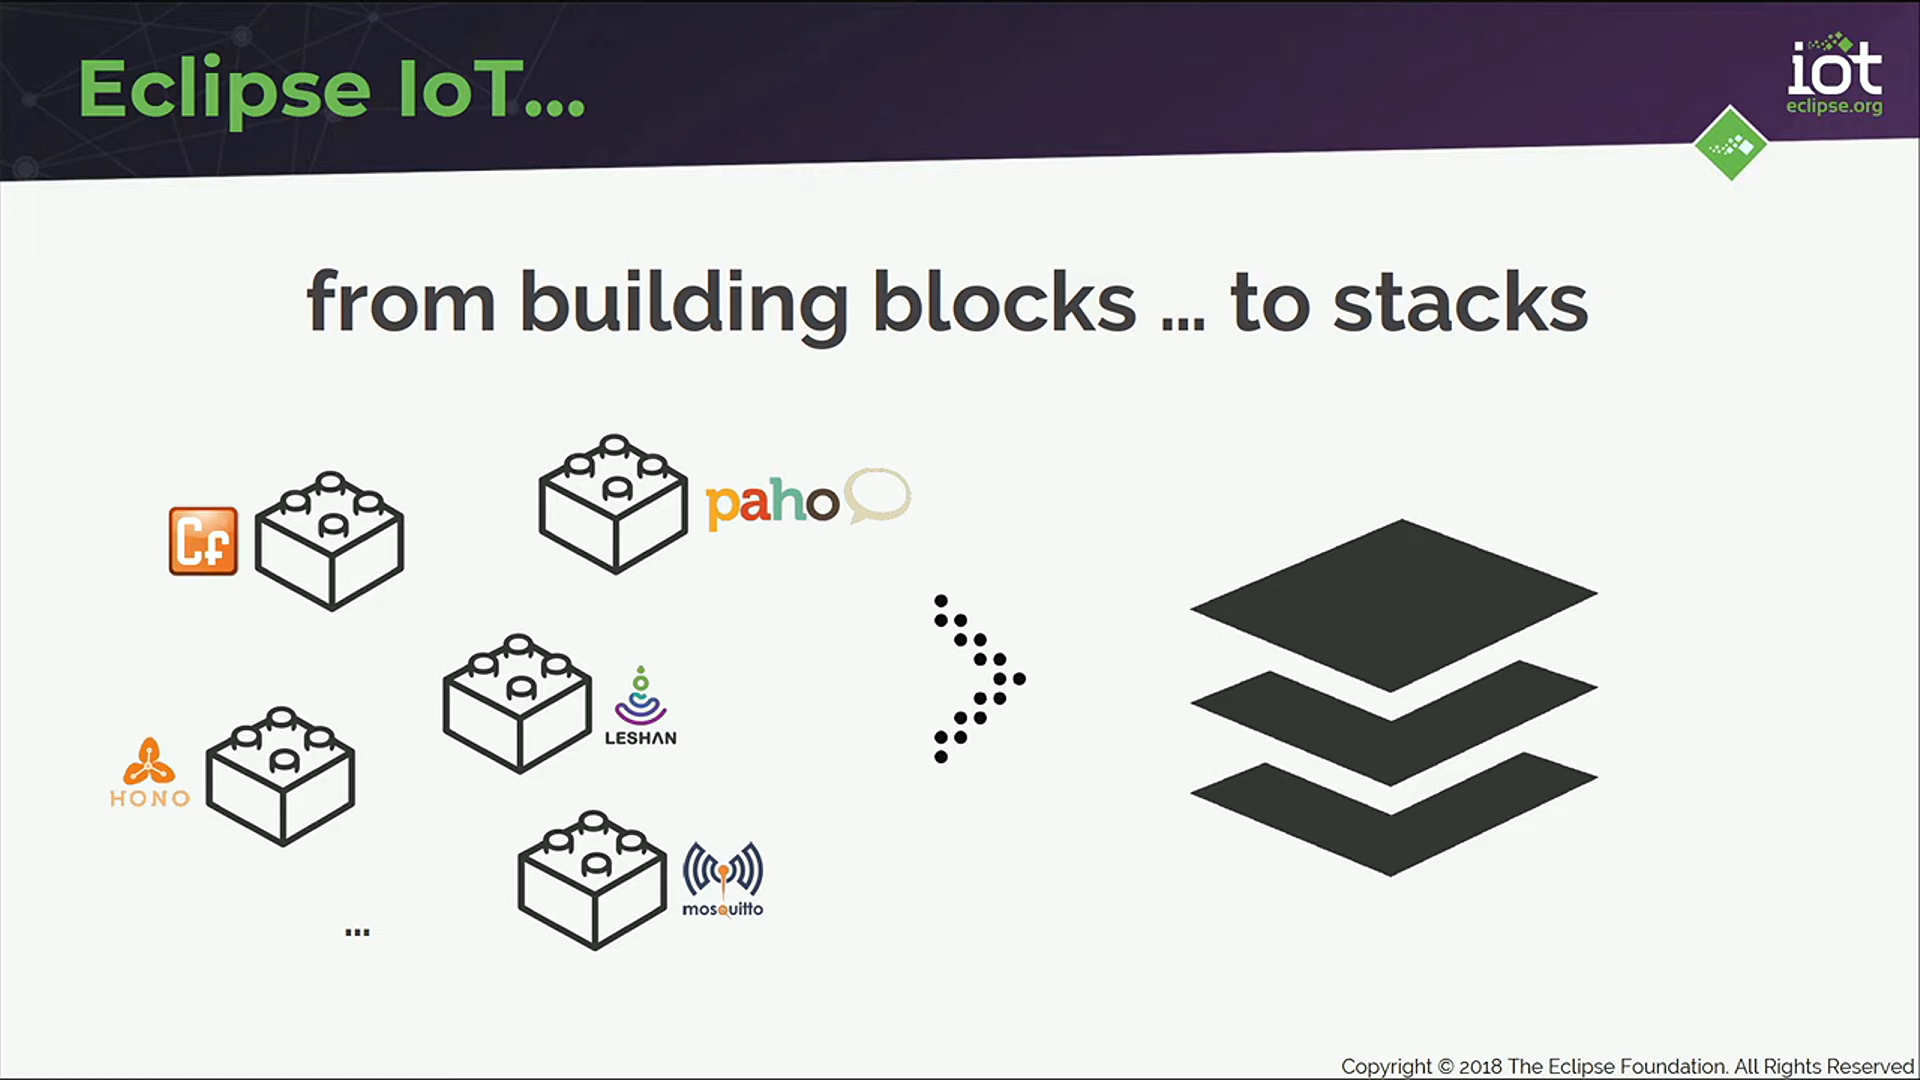 Eclipse IoT...
iot
eclipse.org
from building blocks ... to stacks
paho
Cf
LESHAN
HONO
mosquitto
...
Copyright © 2018 The Eclipse Foundation. All Rights Reserved